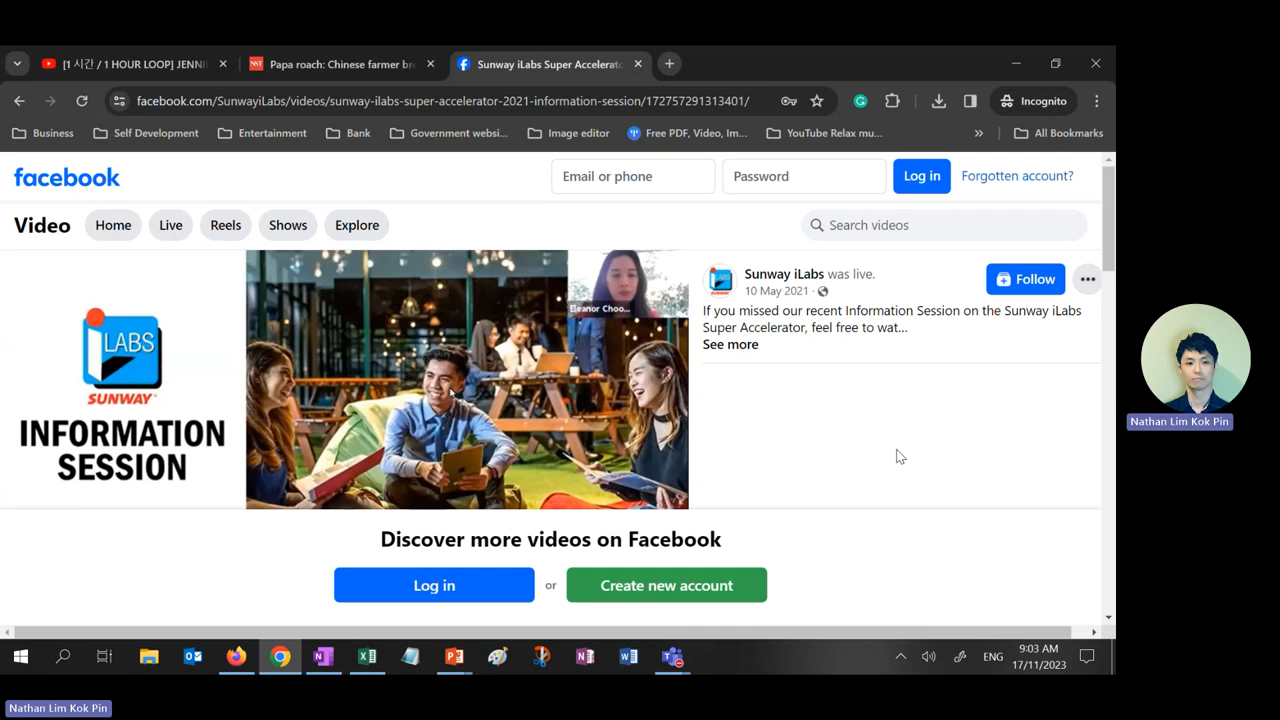 [1 시간 / 1 HOUR LOOP] JENNI
Papa roach: Chinese farmer bre
Sunway iLabs Super Accelerato
facebook.com/SunwayiLabs/videos/sunway-ilabs-super-accelerator-2021-information-session/172757291313401/
Incognito
Business
Self Development
Entertainment
Bank
Government websi...
Image editor
Free PDF, Video, Im...
YouTube Relax mu...
»
All Bookmarks
facebook
Email or phone
Password
Log in
Forgotten account?
Video
Home
Live
Reels
Shows
Explore
Search videos
LABS
SUNWAY
INFORMATION
SESSION
Eleanor Choo...
Sunway iLabs was live.
10 May 2021 ·
Follow
If you missed our recent Information Session on the Sunway iLabs
Super Accelerator, feel free to wat...
See more
Discover more videos on Facebook
Log in
or
Create new account
Nathan Lim Kok Pin
ENG
9:03 AM
17/11/2023
Nathan Lim Kok Pin